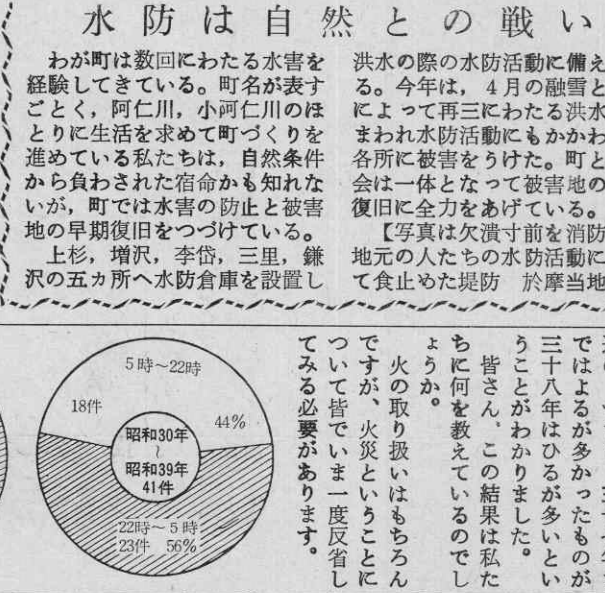 水防は自然との戦い
わが町は数回にわたる水害を
経験してきている。町名が表す
ごとく，阿仁川，小阿仁川のほ
とりに生活を求めて町づくりを
進めている私たちは，自然条件
から負わされた宿命かも知れな
いが，町では水害の防止と被害
地の早期復旧をつづけている。
上杉，増沢，李岱，三里，鎌
沢の五カ所へ水防倉庫を設置し
洪水の際の水防活動に備え
る。今年は，４月の融雪と
によって再三にわたる洪水
まわれ水防活動にもかかわ
各所に被害をうけた。町と
会は一体となって被害地の
復旧に全力をあげている。
【写真は欠潰寸前を消防
地元の人たちの水防活動に
て食止めた堤防　於摩当地
ではよるが多かったものが
三十八年はひるが多いとい
うことがわかりました。
皆さん、この結果は私た
ちに何を教えているのでし
ょうか。
火の取り扱いはもちろん
ですが、火災ということに
ついて皆でいま一度反省し
てみる必要があります。
5時～22時
18件
44%
昭和30年
～
昭和39年
41件
22時～5時
23件 56%